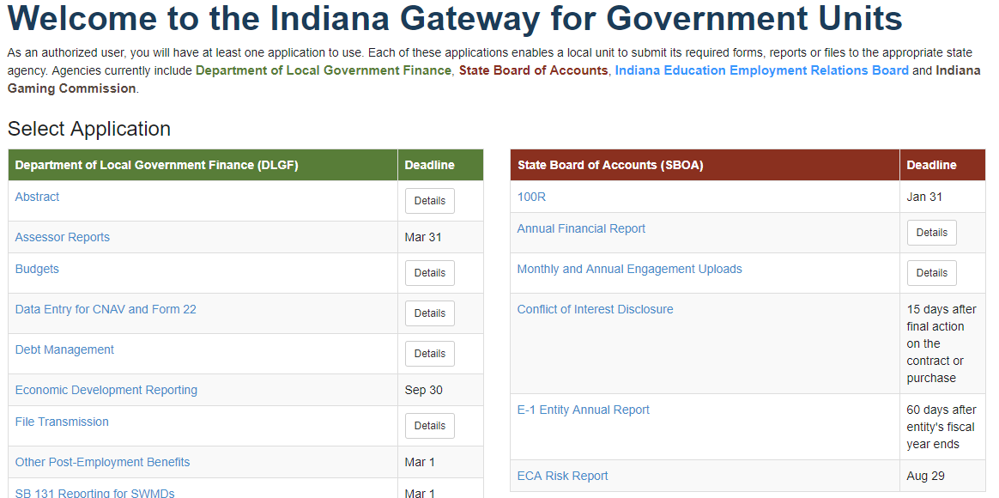 Welcome to the Indiana Gateway for Government Units
As an authorized user, you will have at least one application to use. Each of these applications enables a local unit to submit its required forms, reports or files to the appropriate state
agency. Agencies currently include Department of Local Government Finance, State Board of Accounts, Indiana Education Employment Relations Board and Indiana
Gaming Commission.
Select Application
Department of Local Government Finance (DLGF) Deadline
Abstract Details
Assessor Reports Mar 31
Budgets Details
Data Entry for CNAV and Form 22 Details
Debt Management Details
Economic Development Reporting Sep 30
File Transmission Details
Other Post-Employment Benefits Mar 1
SB 131 Reporting for SWMDs Mar 1
State Board of Accounts (SBOA) Deadline
100R Jan 31
Annual Financial Report Details
Monthly and Annual Engagement Uploads Details
Conflict of Interest Disclosure 15 days after
final action
on the
contract or
purchase
E-1 Entity Annual Report 60 days after
entity's fiscal
year ends
ECA Risk Report Aug 29